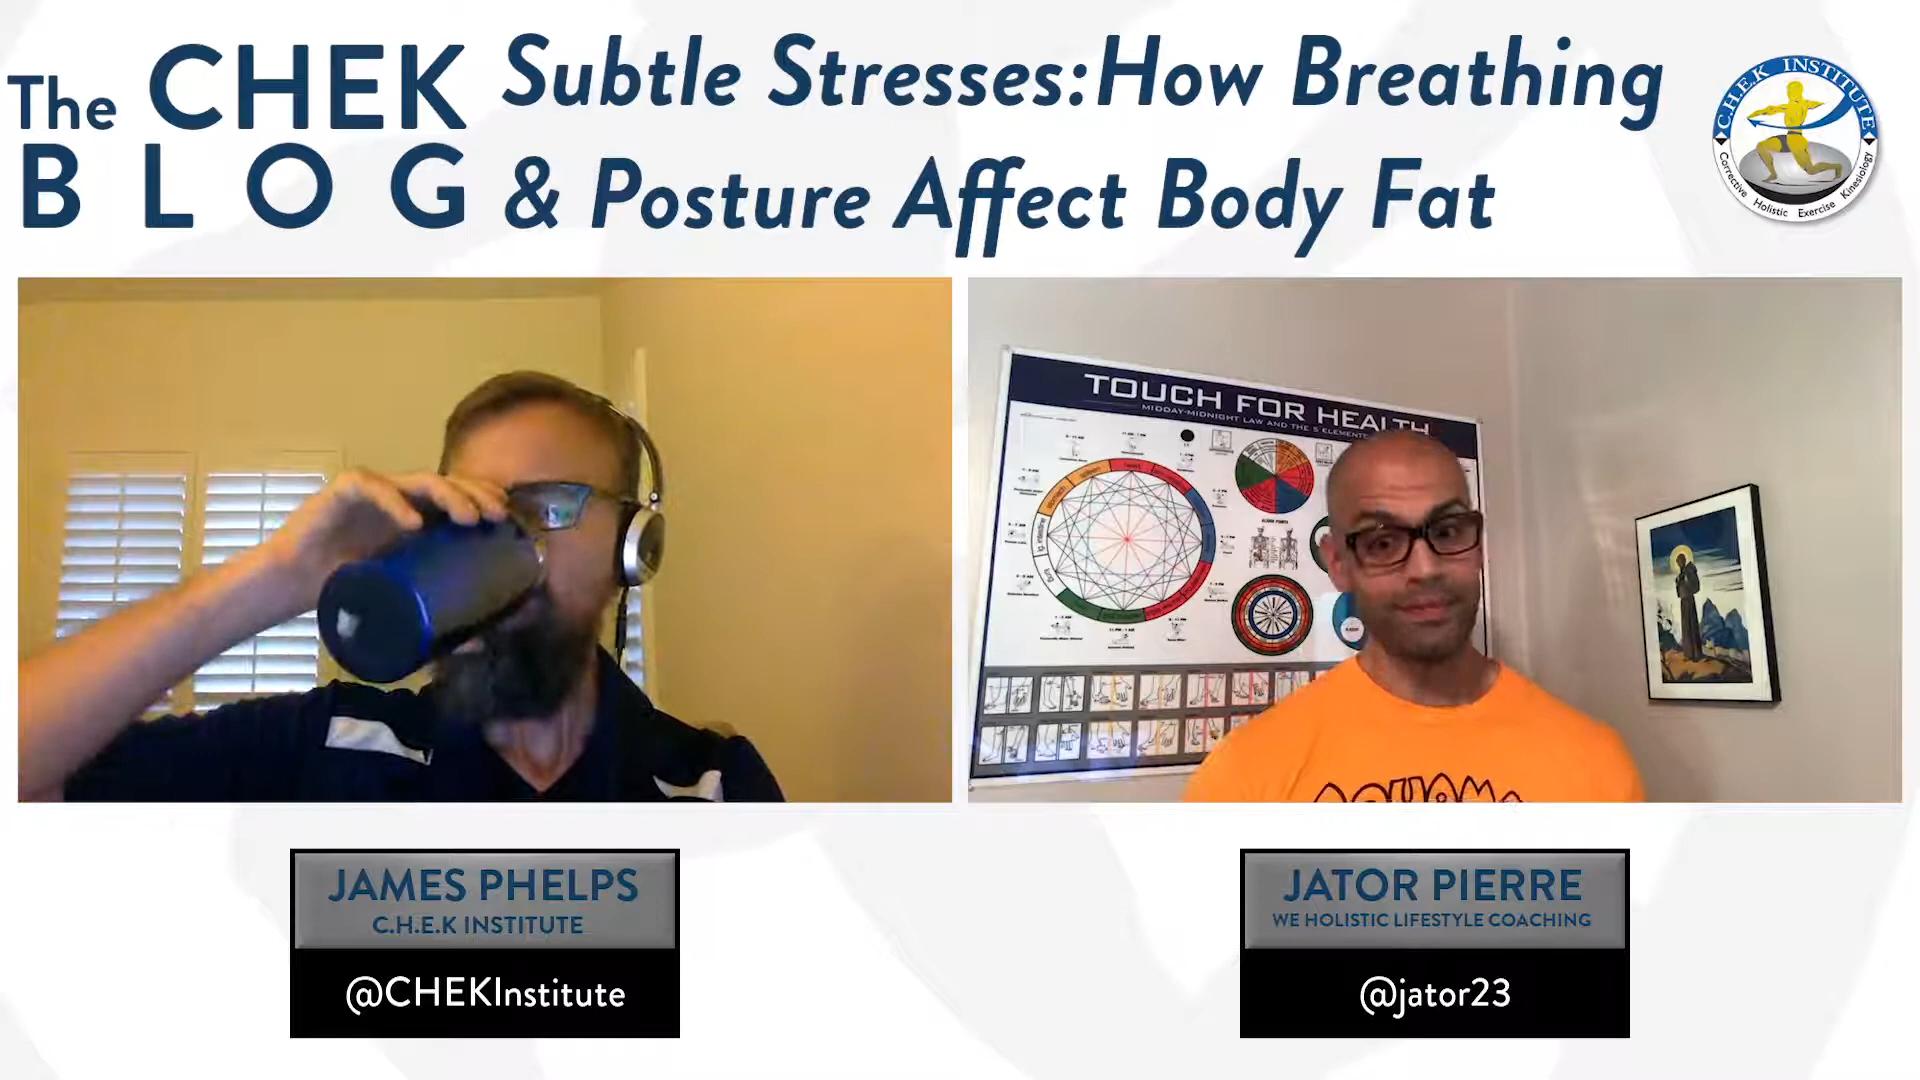 The CHEK
BLOG
Subtle Stresses: How Breathing
& Posture Affect Body Fat
C.H.E.K INSTITUTE
Corrective Holistic Exercise Kinesiology
TOUCH FOR HEALTH
MIDDAY-MIDNIGHT LAW AND THE 5 ELEMENTS
JAMES PHELPS
C.H.E.K INSTITUTE
@CHEKInstitute
JATOR PIERRE
WE HOLISTIC LIFESTYLE COACHING
@jator23